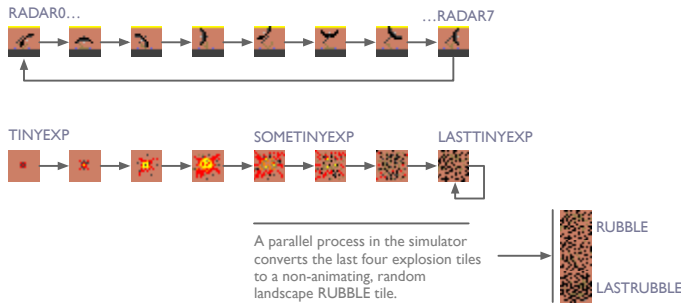 RADAR0…
…RADAR7
TINYEXP
SOMETINYEXP
LASTTINYEXP
A parallel process in the simulator
converts the last four explosion tiles
to a non-animating, random
landscape RUBBLE tile.
RUBBLE
LASTRUBBLE